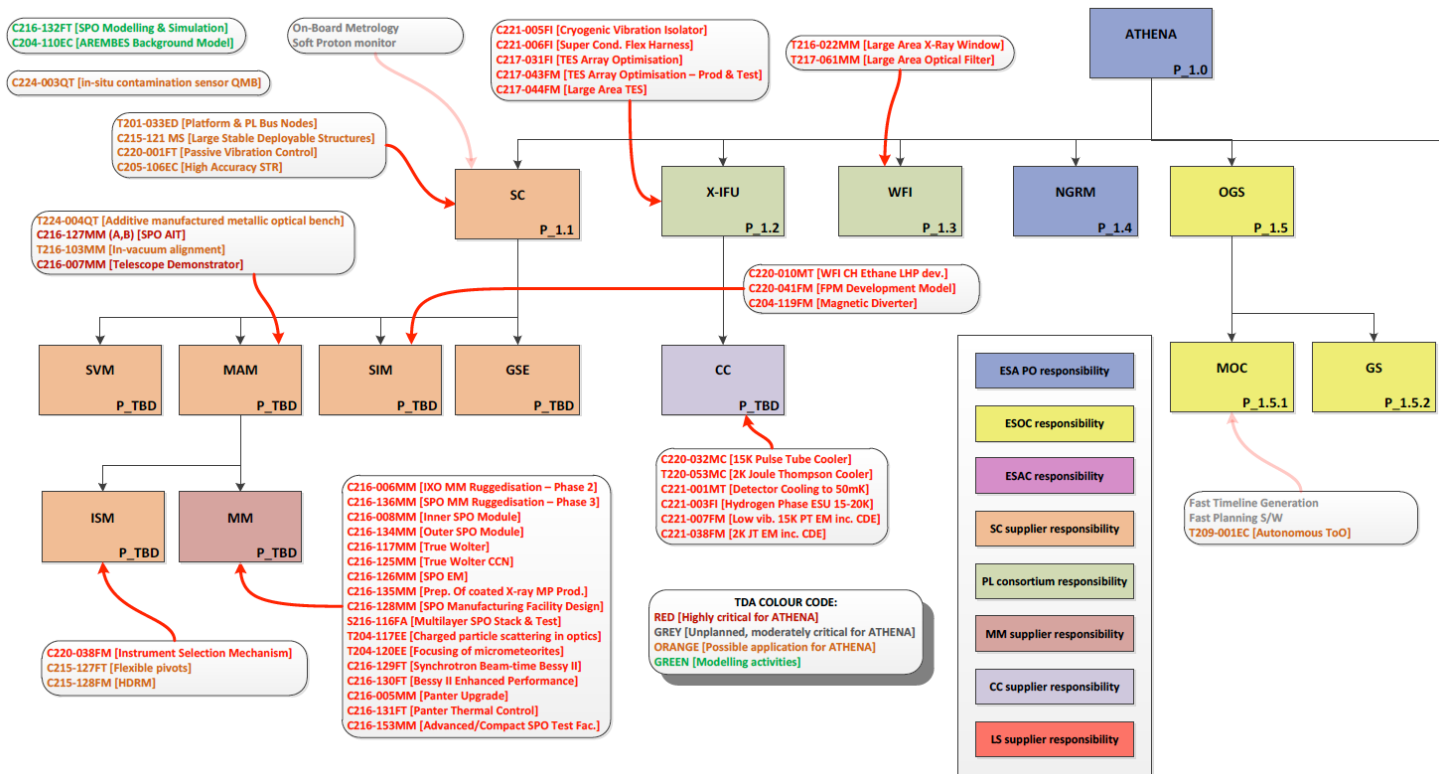 C216-132FT [SPO Modelling & Simulation]
C204-110EC [AREMBES Background Model]
On-Board Metrology
Soft Proton monitor
C221-005FI [Cryogenic Vibration Isolator]
C221-006FI [Super Cond. Flex Harness]
C217-031FI [TES Array Optimisation]
C217-043FM [TES Array Optimisation – Prod & Test]
C217-044FM [Large Area TES]
T216-022MM [Large Area X-Ray Window]
T217-061MM [Large Area Optical Filter]
ATHENA
P_1.0
C224-003QT [in-situ contamination sensor QMB]
T201-033ED [Platform & PL Bus Nodes]
C215-121 MS [Large Stable Deployable Structures]
C220-001FT [Passive Vibration Control]
C205-106EC [High Accuracy STR]
SC
P_1.1
X-IFU
P_1.2
WFI
P_1.3
NGRM
P_1.4
OGS
P_1.5
T224-004QT [Additive manufactured metallic optical bench]
C216-127MM (A,B) [SPO AIT]
T216-103MM [In-vacuum alignment]
C216-007MM [Telescope Demonstrator]
C220-010MT [WFI CH Ethane LHP dev.]
C220-041FM [FPM Development Model]
C204-119FM [Magnetic Diverter]
SVM
P_TBD
MAM
P_TBD
SIM
P_TBD
GSE
P_TBD
CC
P_TBD
MOC
P_1.5.1
GS
P_1.5.2
ISM
P_TBD
MM
P_TBD
C216-006MM [IXO MM Ruggedisation – Phase 2]
C216-136MM [SPO MM Ruggedisation – Phase 3]
C216-008MM [Inner SPO Module]
C216-134MM [Outer SPO Module]
C216-117MM [True Wolter]
C216-125MM [True Wolter CCN]
C216-126MM [SPO EM]
C216-135MM [Prep. Of coated X-ray MP Prod.]
C216-128MM [SPO Manufacturing Facility Design]
S216-116FA [Multilayer SPO Stack & Test]
T204-117EE [Charged particle scattering in optics]
T204-120EE [Focusing of micrometeorites]
C216-129FT [Synchrotron Beam-time Bessy II]
C216-130FT [Bessy II Enhanced Performance]
C216-005MM [Panter Upgrade]
C216-131FT [Panter Thermal Control]
C216-153MM [Advanced/Compact SPO Test Fac.]
C220-032MC [15K Pulse Tube Cooler]
T220-053MC [2K Joule Thompson Cooler]
C221-001MT [Detector Cooling to 50mK]
C221-003FI [Hydrogen Phase ESU 15-20K]
C221-007FM [Low vib. 15K PT EM inc. CDE]
C221-038FM [2K JT EM inc. CDE]
Fast Timeline Generation
Fast Planning S/W
T209-001EC [Autonomous ToO]
C220-038FM [Instrument Selection Mechanism]
C215-127FT [Flexible pivots]
C215-128FM [HDRM]
TDA COLOUR CODE:
RED [Highly critical for ATHENA]
GREY [Unplanned, moderately critical for ATHENA]
ORANGE [Possible application for ATHENA]
GREEN [Modelling activities]
ESA PO responsibility
ESOC responsibility
ESAC responsibility
SC supplier responsibility
PL consortium responsibility
MM supplier responsibility
CC supplier responsibility
LS supplier responsibility